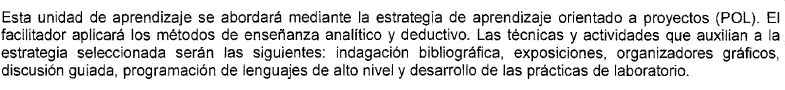 Esta unidad de aprendizaje se abordará mediante la estrategia de aprendizaje orientado a proyectos (POL). El
facilitador aplicará los métodos de enseñanza analítico y deductivo. Las técnicas y actividades que auxilian a la
estrategia seleccionada serán las siguientes: indagación bibliográfica, exposiciones, organizadores gráficos,
discusión guiada, programación de lenguajes de alto nivel y desarrollo de las prácticas de laboratorio.